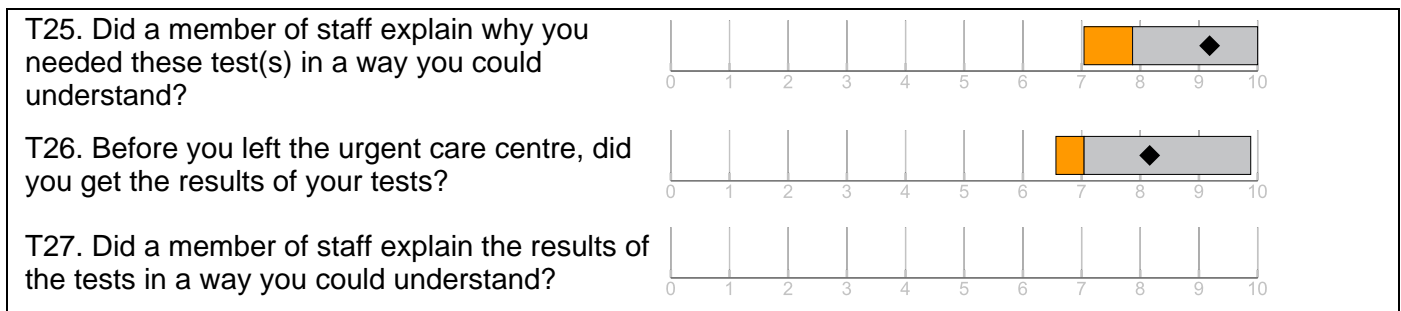 T25. Did a member of staff explain why you
needed these test(s) in a way you could
understand?
0 1 2 3 4 5 6 7 8 9 10
T26. Before you left the urgent care centre, did
you get the results of your tests?
0 1 2 3 4 5 6 7 8 9 10
T27. Did a member of staff explain the results of
the tests in a way you could understand?
0 1 2 3 4 5 6 7 8 9 10